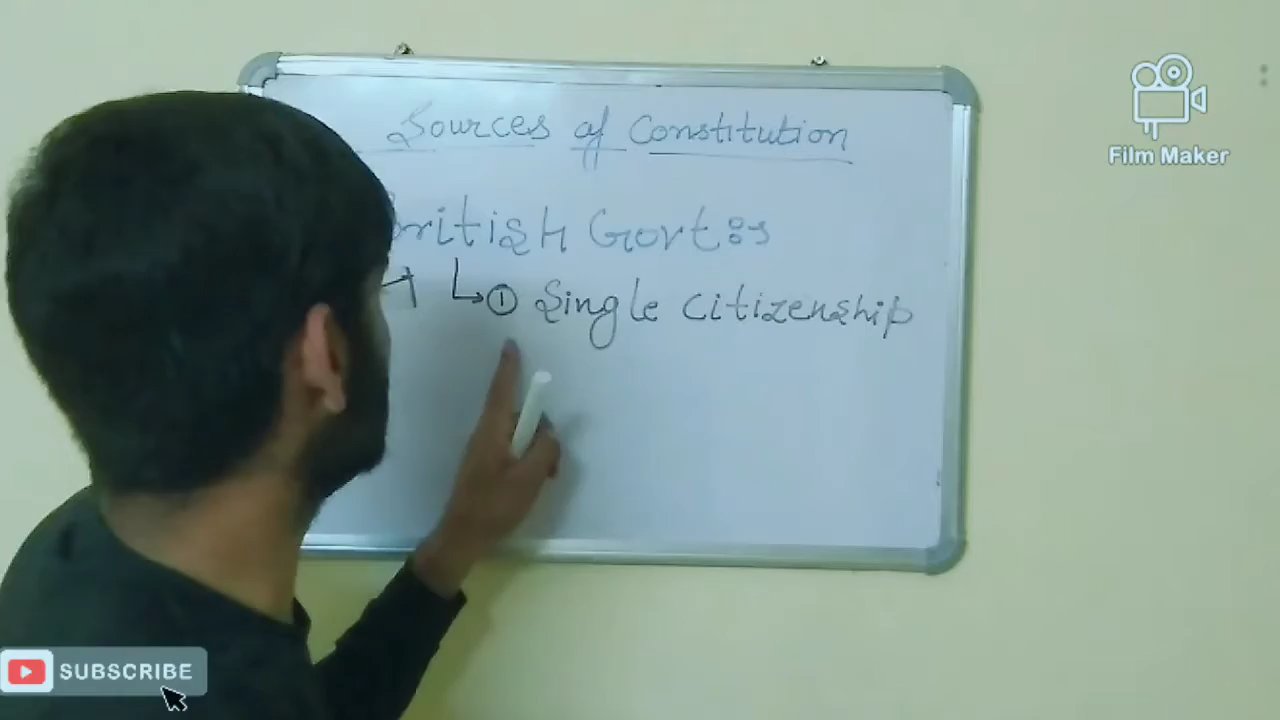 Sources of Constitution
British Govt:-
↳ ① Single Citizenship
Film Maker
SUBSCRIBE